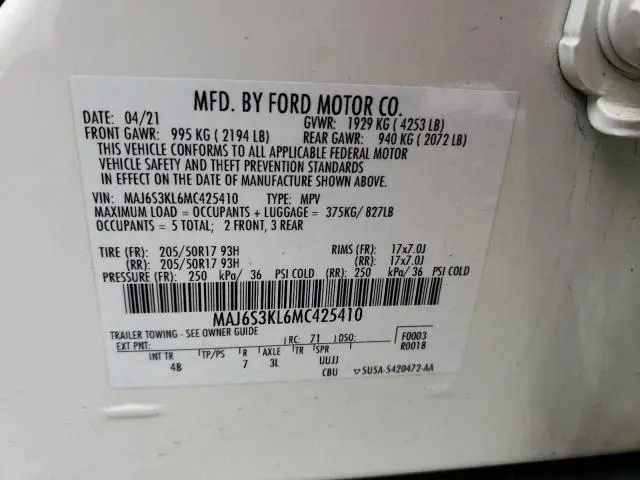 MFD. BY FORD MOTOR CO.
DATE: 04/21 GVWR: 1929 KG ( 4253 LB)
FRONT GAWR: 995 KG ( 2194 LB) REAR GAWR: 940 KG ( 2072 LB)
THIS VEHICLE CONFORMS TO ALL APPLICABLE FEDERAL MOTOR
VEHICLE SAFETY AND THEFT PREVENTION STANDARDS
IN EFFECT ON THE DATE OF MANUFACTURE SHOWN ABOVE.
VIN: MAJ6S3KL6MC425410 TYPE: MPV
MAXIMUM LOAD = OCCUPANTS + LUGGAGE = 375KG/ 827LB
OCCUPANTS = 5 TOTAL; 2 FRONT, 3 REAR
TIRE (FR): 205/50R17 93H RIMS (FR): 17x7.0J
(RR): 205/50R17 93H (RR): 17x7.0J
PRESSURE (FR): 250 kPa/ 36 PSI COLD (RR): 250 kPa/ 36 PSI COLD
MAJ6S3KL6MC425410
TRAILER TOWING - SEE OWNER GUIDE
EXT PNT: RC: 71 DSO: F0003
R0018
INT TR TP/PS R AXLE TR SPR
4B 7 3L UUJJ
CBU ▽5U5A-5420472-AA